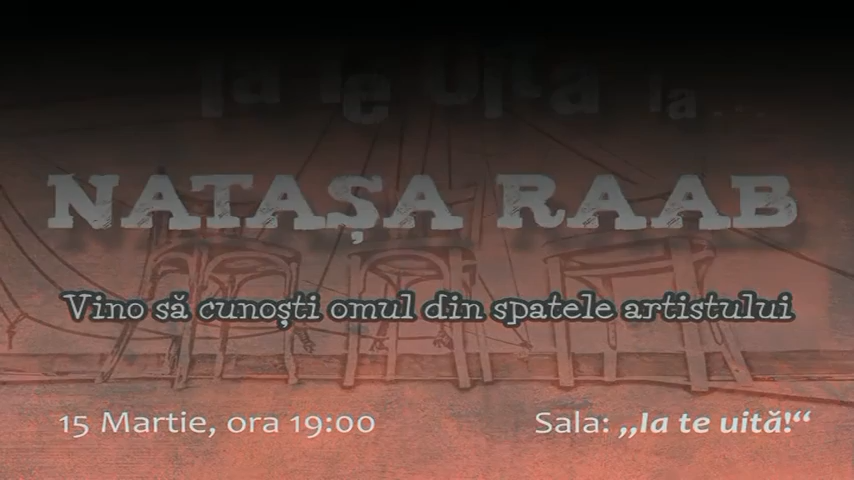 Ia te uită la...
NATAȘA RAAB
Vino să cunoști omul din spatele artistului
15 Martie, ora 19:00
Sala: „Ia te uită!“